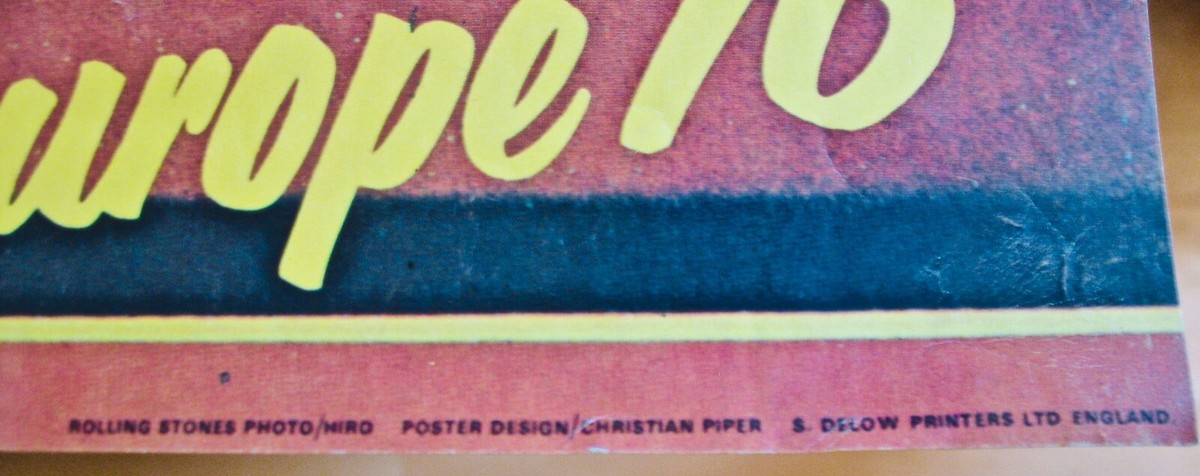 urope 76
ROLLING STONES PHOTO/HIRO POSTER DESIGN/CHRISTIAN PIPER S. DELOW PRINTERS LTD ENGLAND